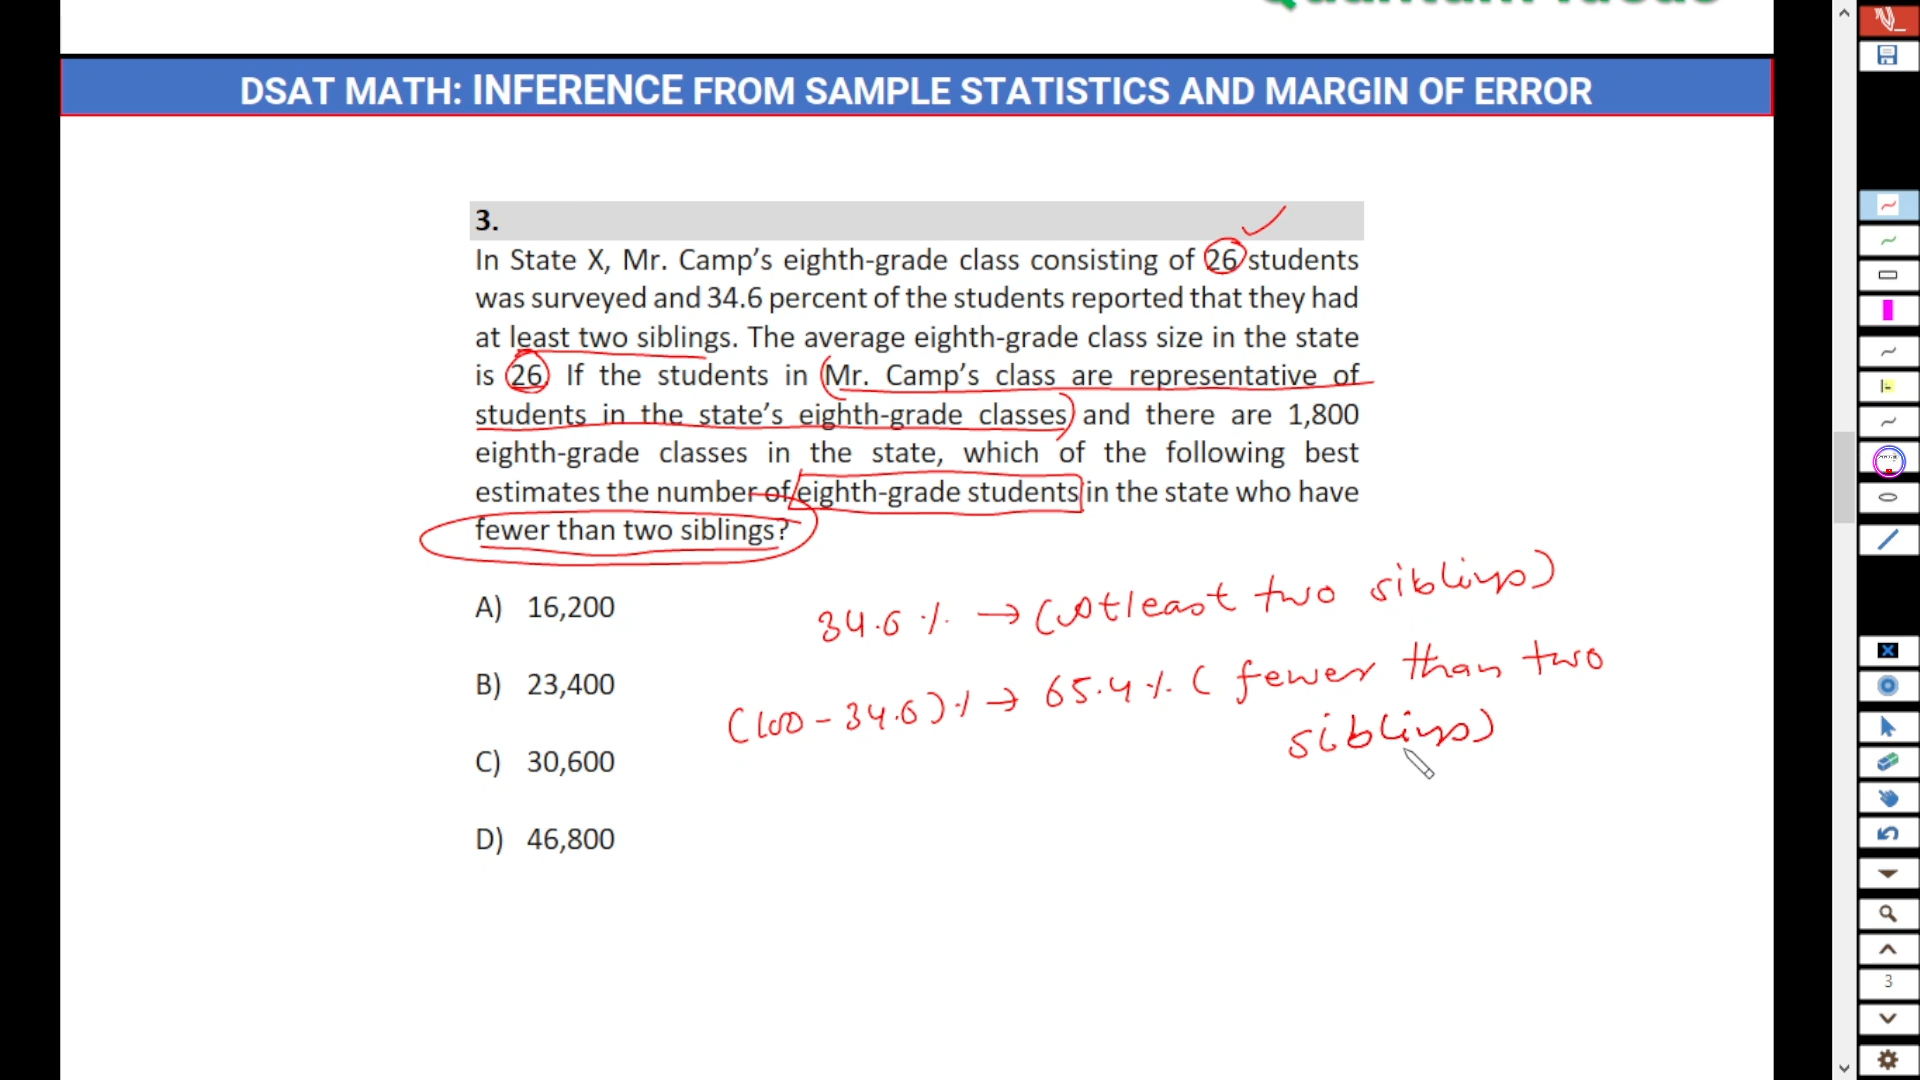 DSAT MATH: INFERENCE FROM SAMPLE STATISTICS AND MARGIN OF ERROR
3.
In State X, Mr. Camp's eighth-grade class consisting of 26 students
was surveyed and 34.6 percent of the students reported that they had
at least two siblings. The average eighth-grade class size in the state
is 26. If the students in Mr. Camp's class are representative of
students in the state's eighth-grade classes and there are 1,800
eighth-grade classes in the state, which of the following best
estimates the number of eighth-grade students in the state who have
fewer than two siblings?
34.6 % → (Atleast two siblings)
A) 16,200
(100 - 34.6) % → 65.4 % ( fewer than two
siblings)
B) 23,400
C) 30,600
D) 46,800
3